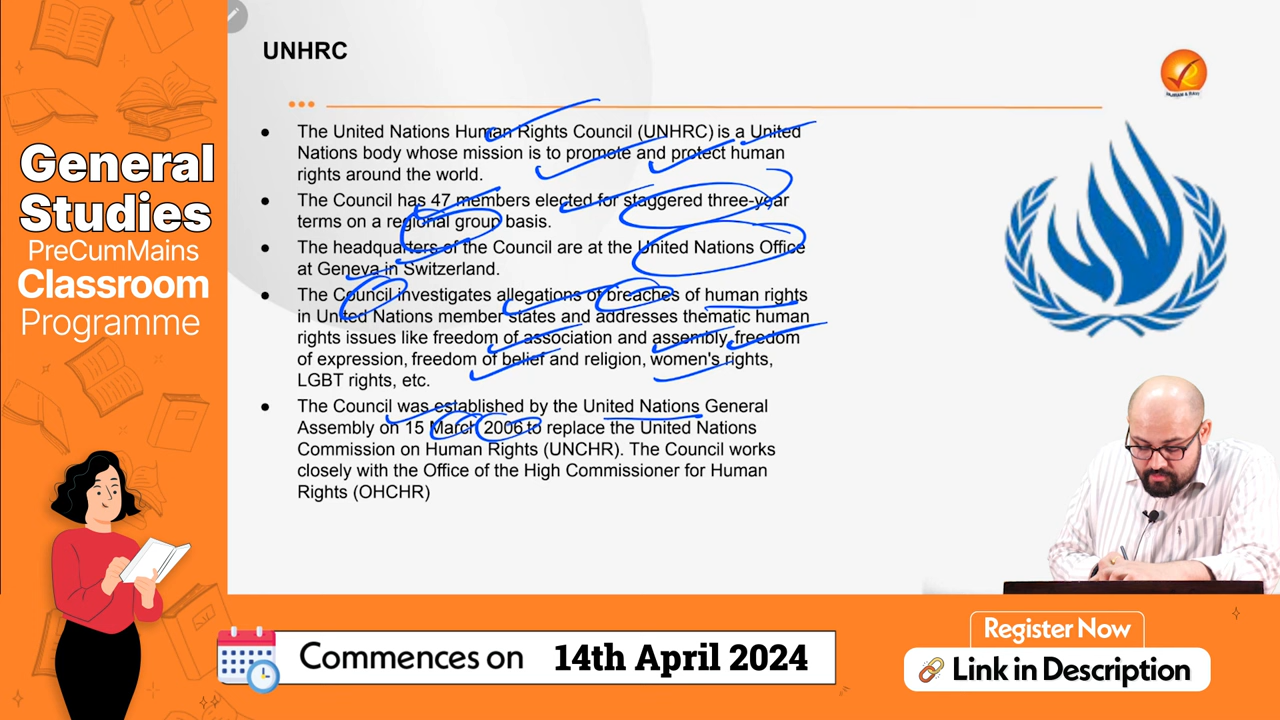 General
Studies
PreCumMains
Classroom
Programme
UNHRC
● The United Nations Human Rights Council (UNHRC) is a United
Nations body whose mission is to promote and protect human
rights around the world.
● The Council has 47 members elected for staggered three-year
terms on a regional group basis.
● The headquarters of the Council are at the United Nations Office
at Geneva in Switzerland.
● The Council investigates allegations of breaches of human rights
in United Nations member states and addresses thematic human
rights issues like freedom of association and assembly, freedom
of expression, freedom of belief and religion, women's rights,
LGBT rights, etc.
● The Council was established by the United Nations General
Assembly on 15 March 2006 to replace the United Nations
Commission on Human Rights (UNCHR). The Council works
closely with the Office of the High Commissioner for Human
Rights (OHCHR)
Commences on 14th April 2024
Register Now
Link in Description